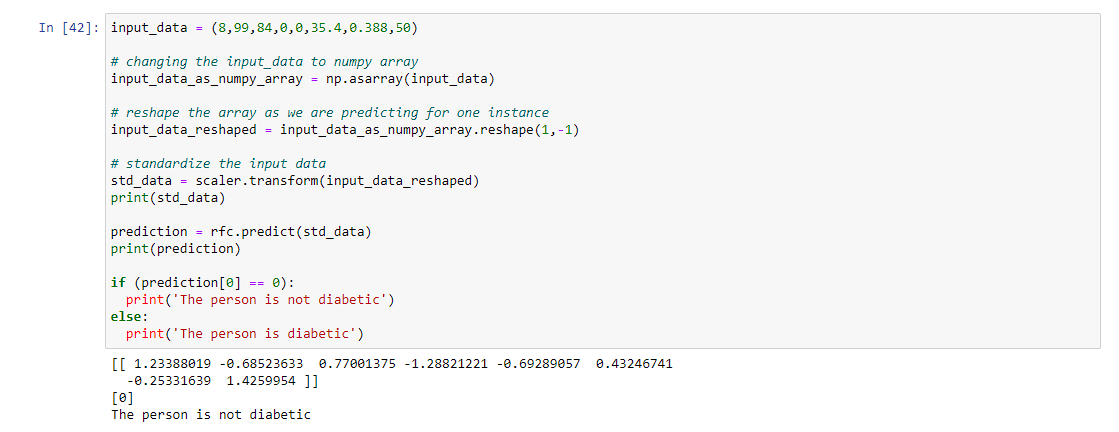 In [42]: input_data = (8,99,84,0,0,35.4,0.388,50)
# changing the input_data to numpy array
input_data_as_numpy_array = np.asarray(input_data)
# reshape the array as we are predicting for one instance
input_data_reshaped = input_data_as_numpy_array.reshape(1,-1)
# standardize the input data
std_data = scaler.transform(input_data_reshaped)
print(std_data)
prediction = rfc.predict(std_data)
print(prediction)
if (prediction[0] == 0):
  print('The person is not diabetic')
else:
  print('The person is diabetic')
[[ 1.23388019 -0.68523633  0.77001375 -1.28821221 -0.69289057  0.43246741
  -0.25331639  1.4259954 ]]
[0]
The person is not diabetic